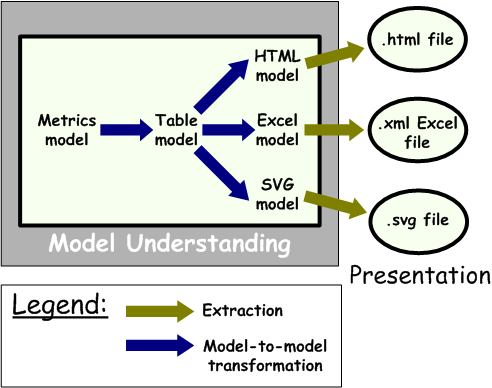 HTML
model
.html file
Metrics
model
Table
model
Excel
model
.xml Excel
file
SVG
model
.svg file
Model Understanding
Presentation
Legend:
Extraction
Model-to-model
transformation